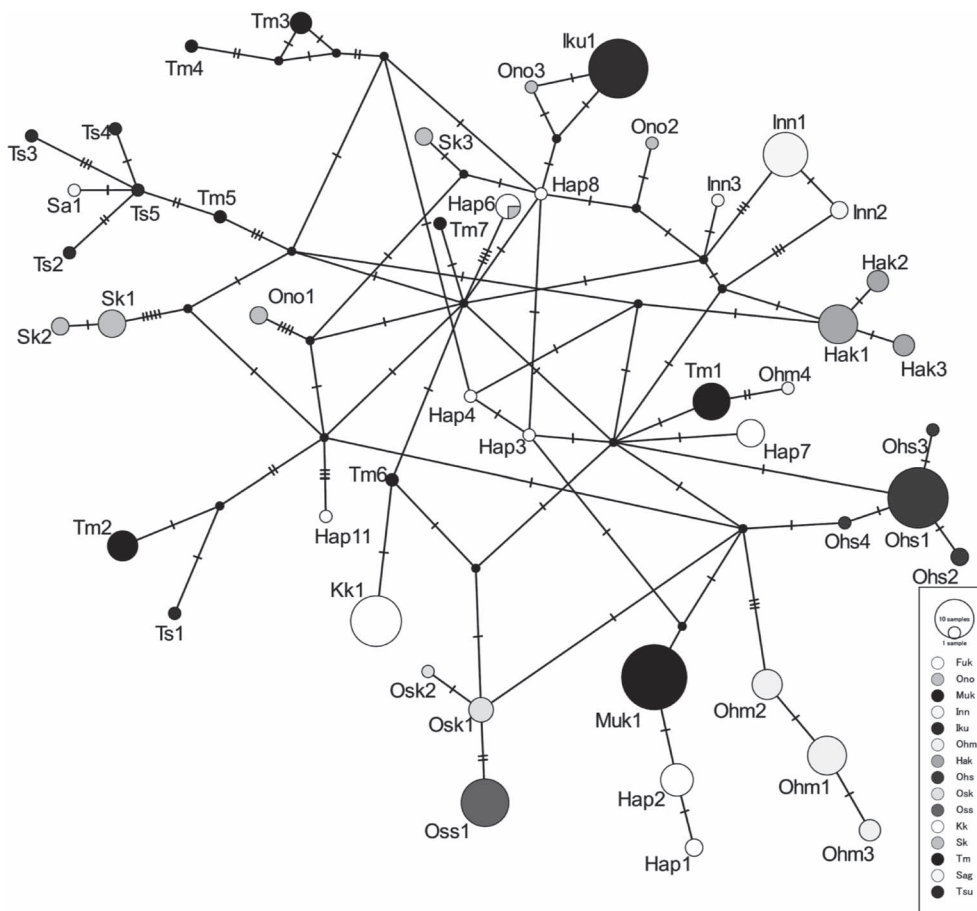 Tm3
Tm4
Iku1
Ono3
Ts4
Ts3
Sk3
Ono2
Inn1
Sa1
Ts5
Tm5
Hap6
Hap8
Inn3
Inn2
Tm7
Ts2
Hak2
Sk1
Ono1
Sk2
Hak1
Hak3
Tm1
Ohm4
Hap4
Hap3
Hap7
Ohs3
Tm6
Tm2
Hap11
Ohs4
Ohs1
Ohs2
Kk1
Ts1
Osk2
Osk1
Muk1
Ohm2
Hap2
Ohm1
Oss1
Hap1
Ohm3
10 samples
1 sample
Fuk
Ono
Muk
Inn
Iku
Ohm
Hak
Ohs
Osk
Oss
Kk
Sk
Tm
Sag
Tsu